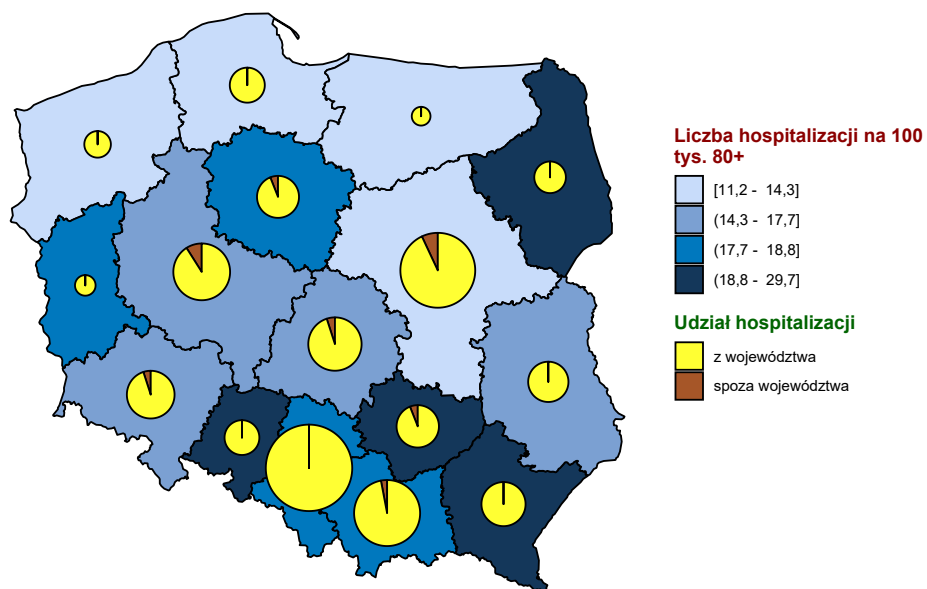 Liczba hospitalizacji na 100
tys. 80+
[11,2 - 14,3]
(14,3 - 17,7]
(17,7 - 18,8]
(18,8 - 29,7]
Udział hospitalizacji
z województwa
spoza województwa